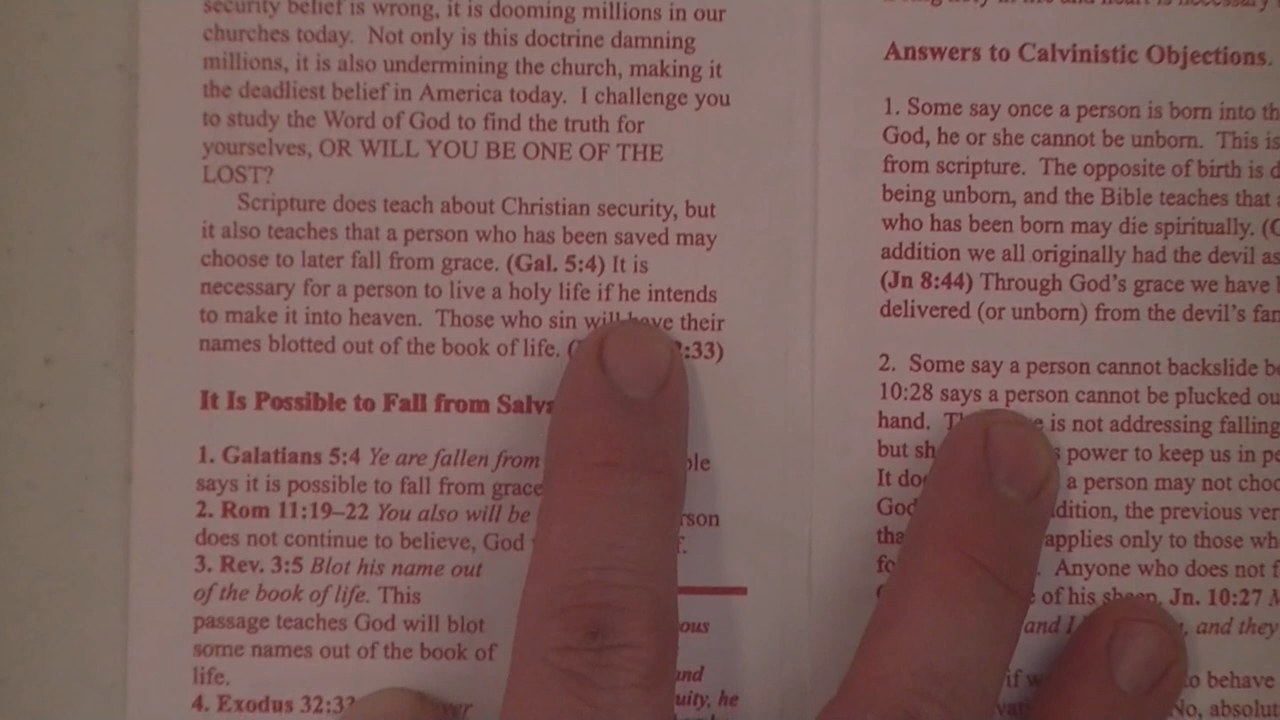 security belief is wrong, it is dooming millions in our
churches today. Not only is this doctrine damning
millions, it is also undermining the church, making it
the deadliest belief in America today. I challenge you
to study the Word of God to find the truth for
yourselves, OR WILL YOU BE ONE OF THE
LOST?
Scripture does teach about Christian security, but
it also teaches that a person who has been saved may
choose to later fall from grace. (Gal. 5:4) It is
necessary for a person to live a holy life if he intends
to make it into heaven. Those who sin will have their
names blotted out of the book of life. ( :33)
It Is Possible to Fall from
1. Galatians 5:4 Ye are fallen from
says it is possible to fall from grace
2. Rom 11:19–22 You also will be
does not continue to believe, God
3. Rev. 3:5 Blot his name out
of the book of life. This
passage teaches God will blot
some names out of the book of
life.
4. Exodus
Answers to Calvinistic Objections.
1. Some say once a person is born into
God, he or she cannot be unborn. This is
from scripture. The opposite of birth is
being unborn, and the Bible teaches that
who has been born may die spiritually.
addition we all originally had the devil as
(Jn 8:44) Through God's grace we have
delivered (or unborn) from the devil's
2. Some say a person cannot backslide
10:28 says a person cannot be plucked
hand. is not addressing falling
but power to keep us in
It a person may not
the previous
applies only to those
Anyone who does not
of his sheep. Jn. 10:27
and I and they
if to behave
No,